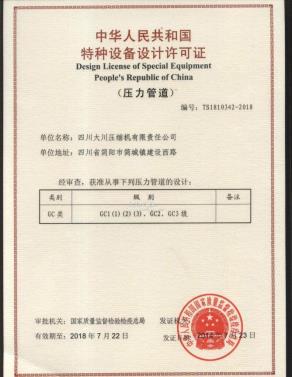 中华人民共和国
特种设备设计许可证
Design License of Special Equipment
People's Republic of China
(压力管道)
编号: TS1810342-2018
单位名称: 四川大川压缩机有限责任公司
单位地址: 四川省简阳市简城镇建设西路
经审查, 获准从事下列压力管道的设计:
类别 级别 备注
GC类 GC1(1)(2)(3)、GC2、GC3级
审批机关: 国家质量监督检验检疫总局 发证机
有效期至: 2018年7月22日 发证日 月23日